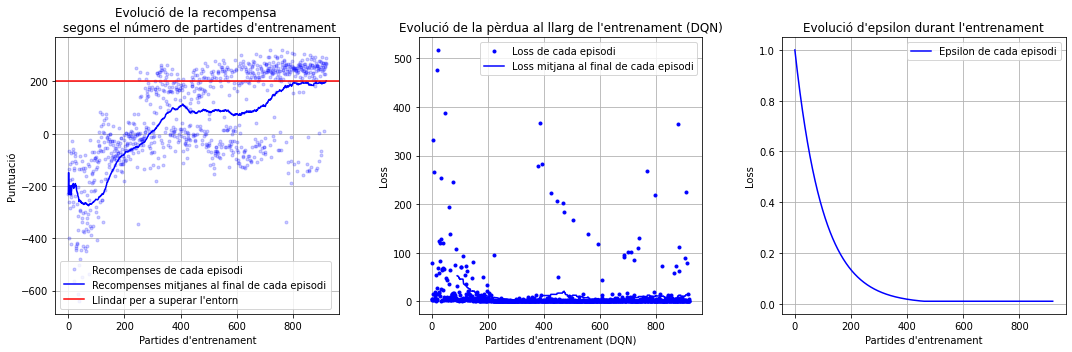 Evolució de la recompensa
segons el número de partides d'entrenament
Puntuació
200
0
−200
−400
−600
Recompenses de cada episodi
Recompenses mitjanes al final de cada episodi
Llindar per a superar l'entorn
0
200
400
600
800
Partides d'entrenament
Evolució de la pèrdua al llarg de l'entrenament (DQN)
Loss
500
400
300
200
100
0
Loss de cada episodi
Loss mitjana al final de cada episodi
0
200
400
600
800
Partides d'entrenament (DQN)
Evolució d'epsilon durant l'entrenament
Loss
1.0
0.8
0.6
0.4
0.2
0.0
Epsilon de cada episodi
0
200
400
600
800
Partides d'entrenament